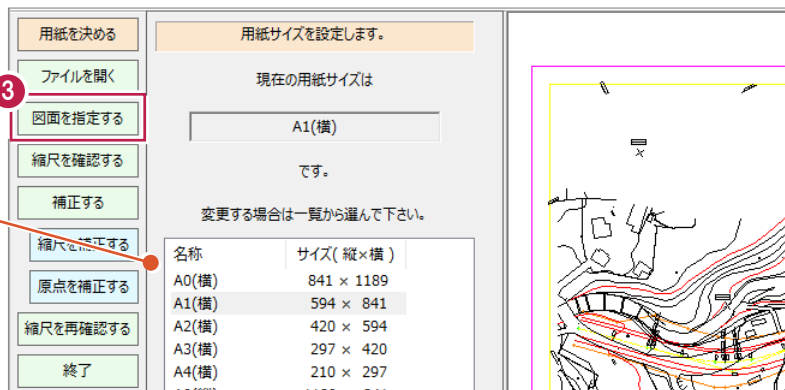 用紙を決める
ファイルを開く
3
図面を指定する
縮尺を確認する
補正する
縮尺を補正する
原点を補正する
縮尺を再確認する
終了
用紙サイズを設定します。
現在の用紙サイズは
A1(横)
です。
変更する場合は一覧から選んで下さい。
名称 サイズ( 縦×横 )
A0(横) 841 × 1189
A1(横) 594 × 841
A2(横) 420 × 594
A3(横) 297 × 420
A4(横) 210 × 297